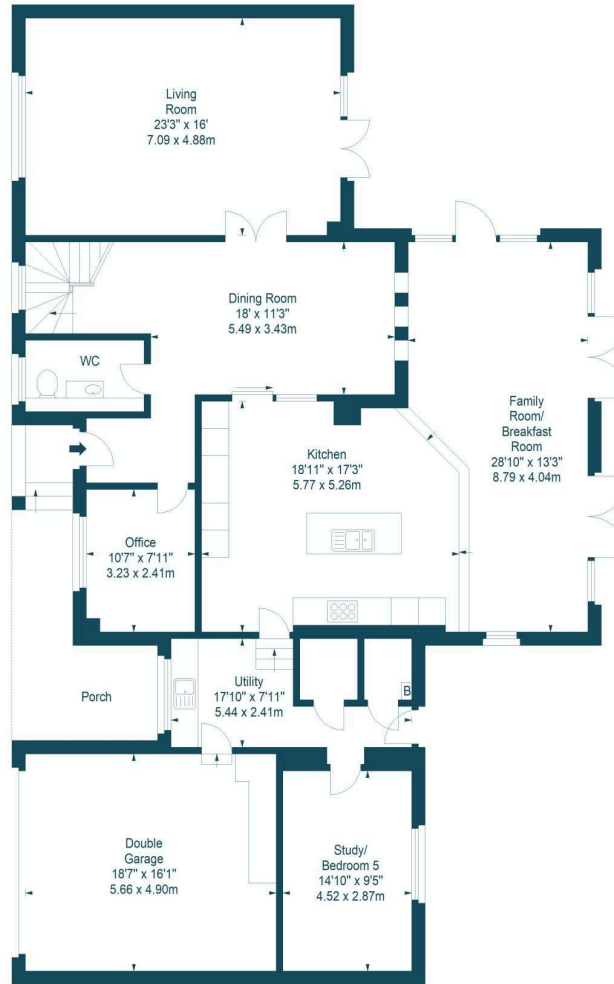 Living
Room
23'3" x 16'
7.09 x 4.88m
Dining Room
18' x 11'3"
5.49 x 3.43m
WC
Family
Room/
Breakfast
Room
28'10" x 13'3"
8.79 x 4.04m
Kitchen
18'11" x 17'3"
5.77 x 5.26m
Office
10'7" x 7'11"
3.23 x 2.41m
Porch
Utility
17'10" x 7'11"
5.44 x 2.41m
B
Double
Garage
18'7" x 16'1"
5.66 x 4.90m
Study/
Bedroom 5
14'10" x 9'5"
4.52 x 2.87m